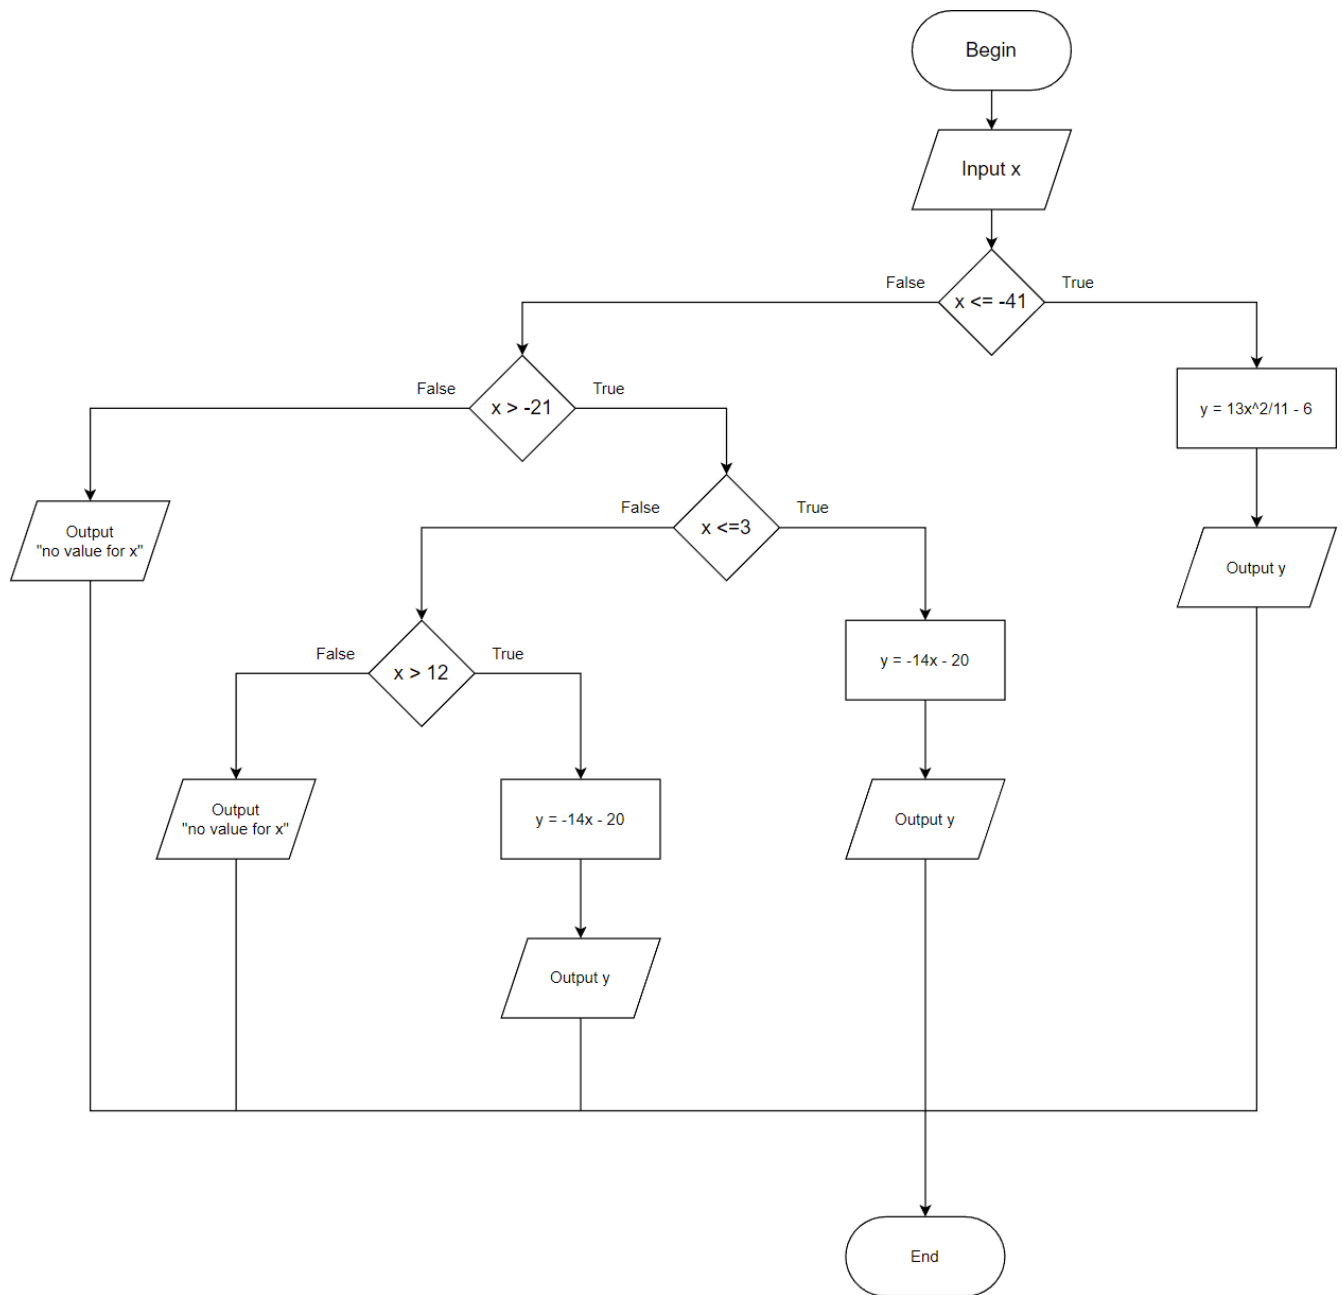 Begin
Input x
False
x <= -41
True
False
x > -21
True
y = 13x^2/11 - 6
False
x <=3
True
Output
"no value for x"
Output y
False
x > 12
True
y = -14x - 20
Output
"no value for x"
y = -14x - 20
Output y
Output y
End